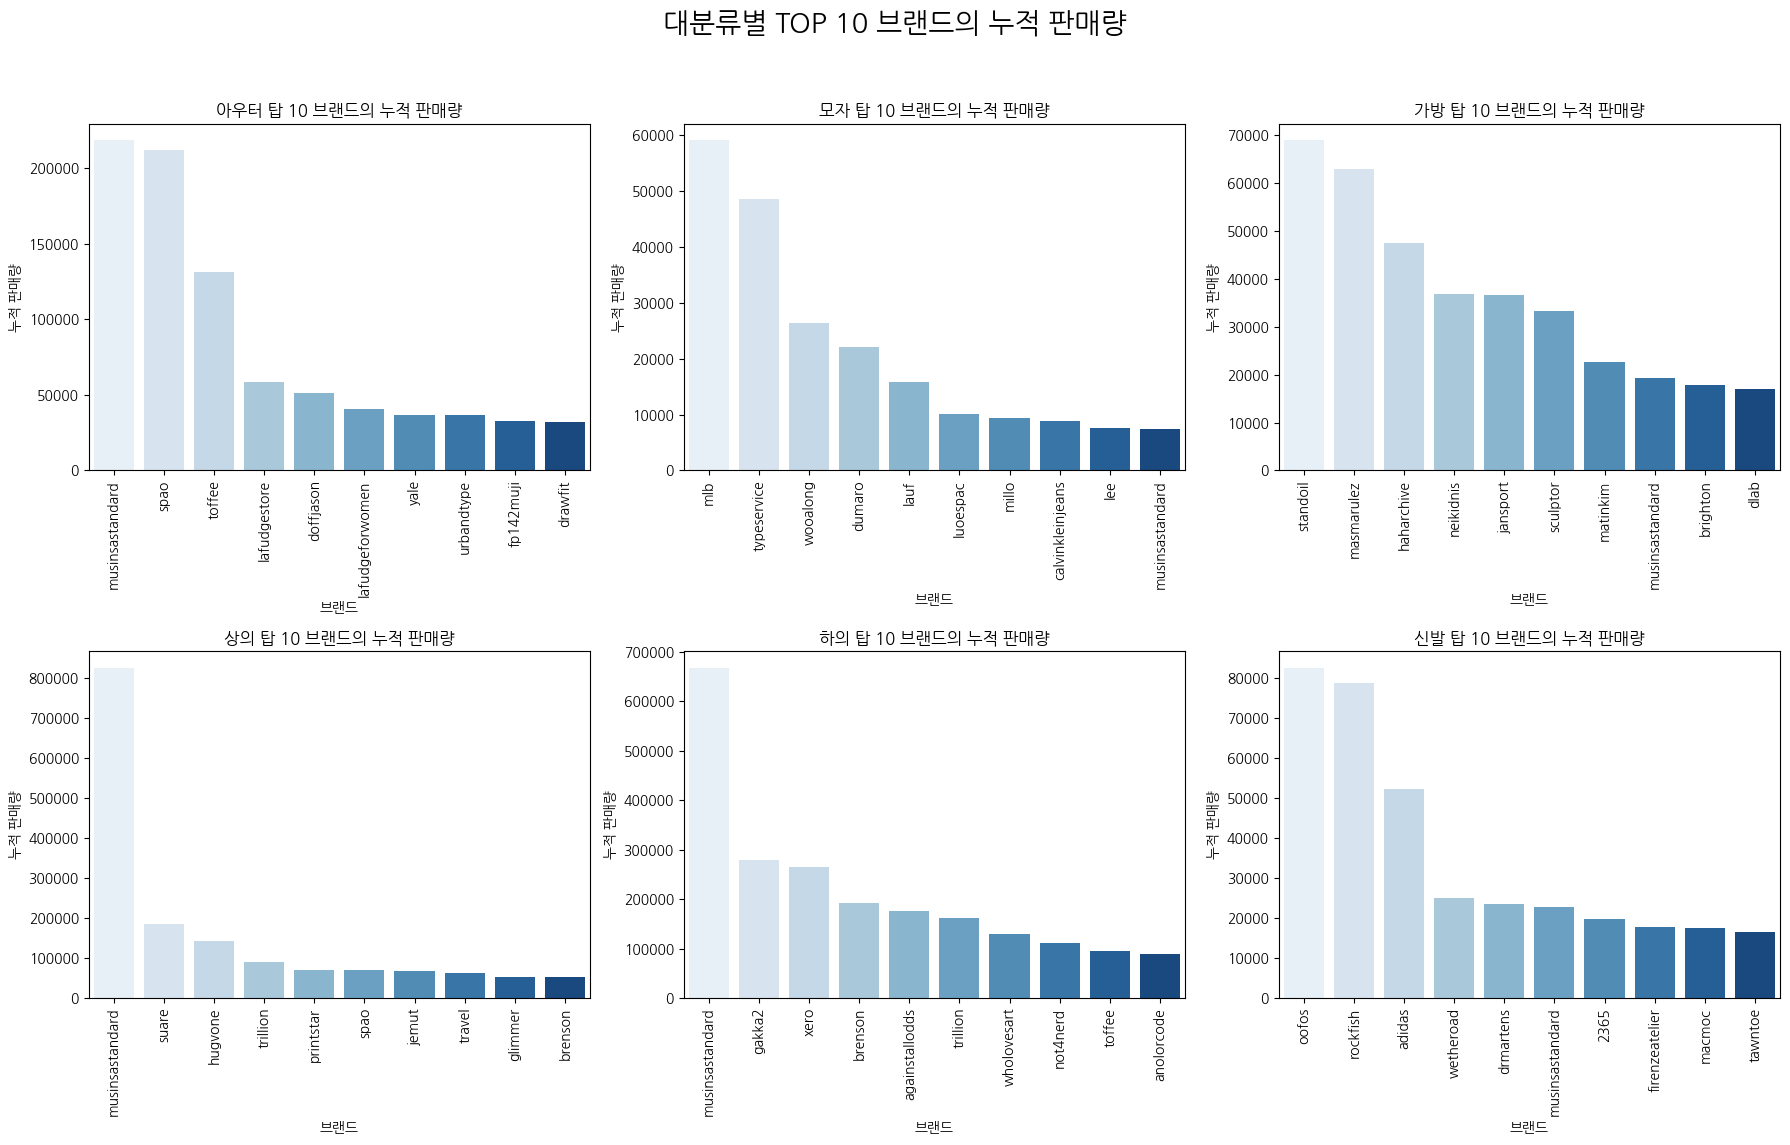 대분류별 TOP 10 브랜드의 누적 판매량
아우터 탑 10 브랜드의 누적 판매량
누적 판매량
200000
150000
100000
50000
0
musinsastandard
spao
toffee
lafudgestore
doffjason
lafudgeforwomen
yale
urbandtype
fp142muji
drawfit
브랜드
모자 탑 10 브랜드의 누적 판매량
누적 판매량
60000
50000
40000
30000
20000
10000
0
mlb
typeservice
wooalong
dumaro
lauf
luoespac
millo
calvinkleinjeans
lee
musinsastandard
브랜드
가방 탑 10 브랜드의 누적 판매량
누적 판매량
70000
60000
50000
40000
30000
20000
10000
0
standoil
masmarulez
haharchive
neikidnis
jansport
sculptor
matinkim
musinsastandard
brighton
dlab
브랜드
상의 탑 10 브랜드의 누적 판매량
누적 판매량
800000
700000
600000
500000
400000
300000
200000
100000
0
musinsastandard
suare
hugvone
trillion
printstar
spao
jemut
travel
glimmer
brenson
브랜드
하의 탑 10 브랜드의 누적 판매량
누적 판매량
700000
600000
500000
400000
300000
200000
100000
0
musinsastandard
gakka2
xero
brenson
againstallodds
trillion
wholovesart
not4nerd
toffee
anolorcode
브랜드
신발 탑 10 브랜드의 누적 판매량
누적 판매량
80000
70000
60000
50000
40000
30000
20000
10000
0
oofos
rockfish
adidas
wetheroad
drmartens
musinsastandard
2365
firenzeatelier
macmoc
tawntoe
브랜드